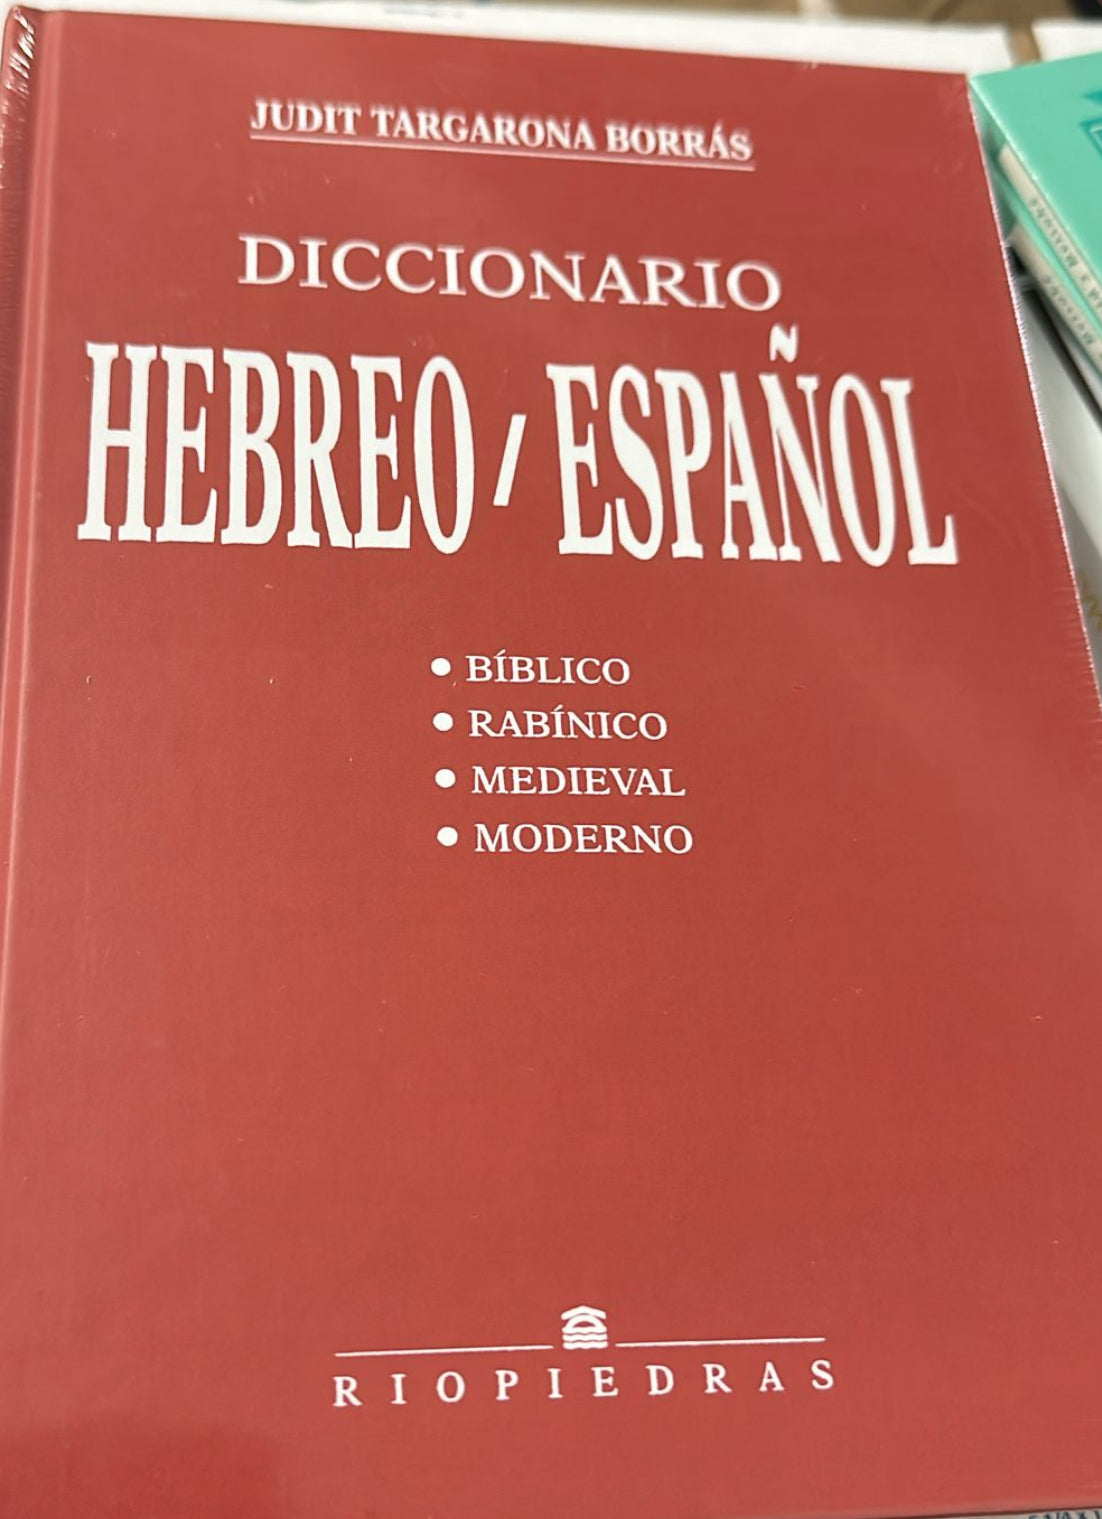 JUDIT TARGARONA BORRÁS
DICCIONARIO
HEBREO / ESPAÑOL
• BÍBLICO
• RABÍNICO
• MEDIEVAL
• MODERNO
RIOPIEDRAS